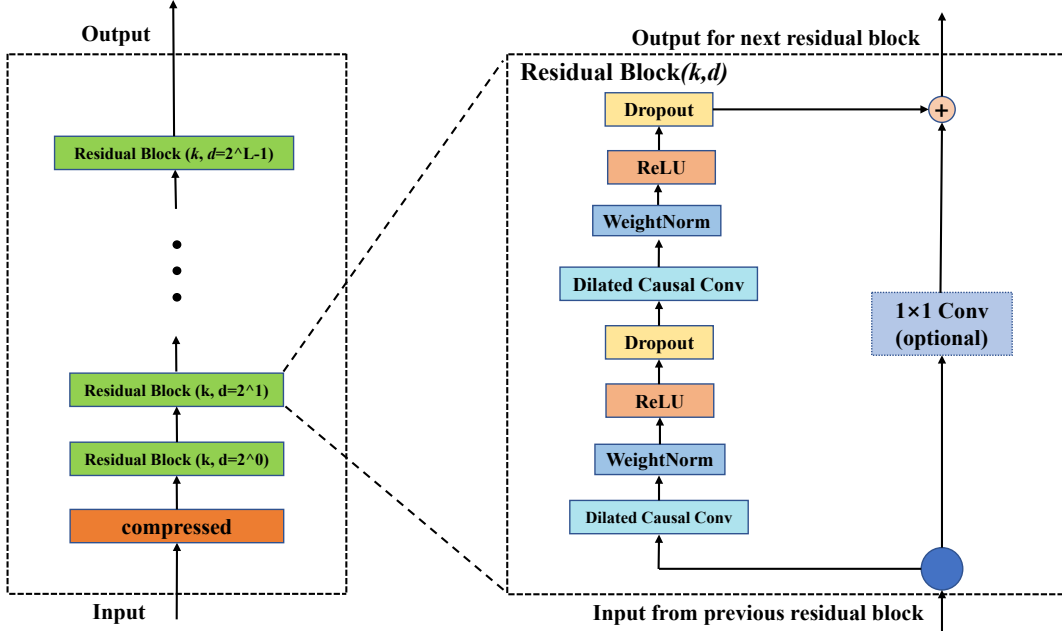 Output
Residual Block (k, d=2^L-1)
Residual Block (k, d=2^1)
Residual Block (k, d=2^0)
compressed
Input
Output for next residual block
Residual Block(k,d)
Dropout
+
ReLU
WeightNorm
Dilated Causal Conv
1×1 Conv
(optional)
Dropout
ReLU
WeightNorm
Dilated Causal Conv
Input from previous residual block